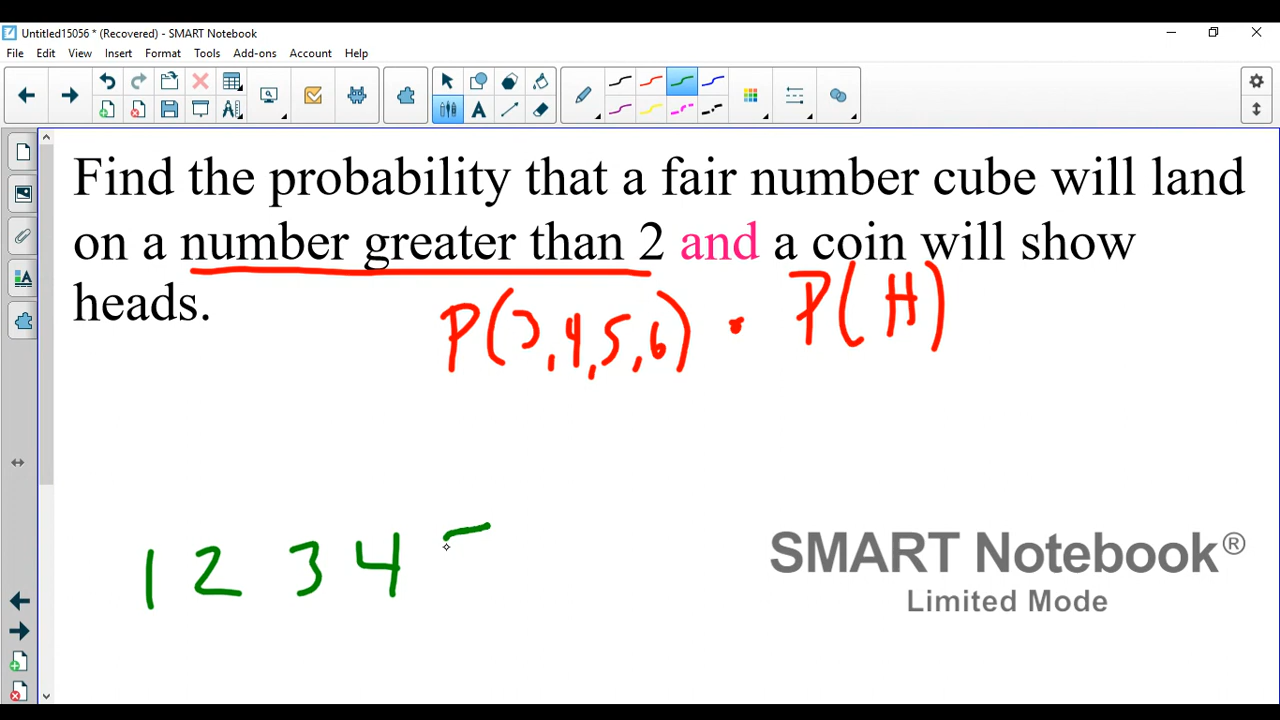 Untitled15056 * (Recovered) - SMART Notebook
File Edit View Insert Format Tools Add-ons Account Help
Find the probability that a fair number cube will land
on a number greater than 2 and a coin will show
heads.
P(3,4,5,6) • P(H)
1 2 3 4
SMART Notebook®
Limited Mode